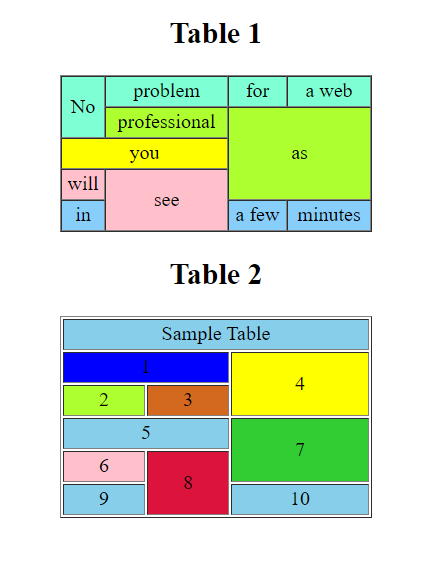 Table 1
No problem for a web
professional
you as
will
see
in a few minutes
Table 2
Sample Table
1
4
2 3
5
7
6
8
9 10